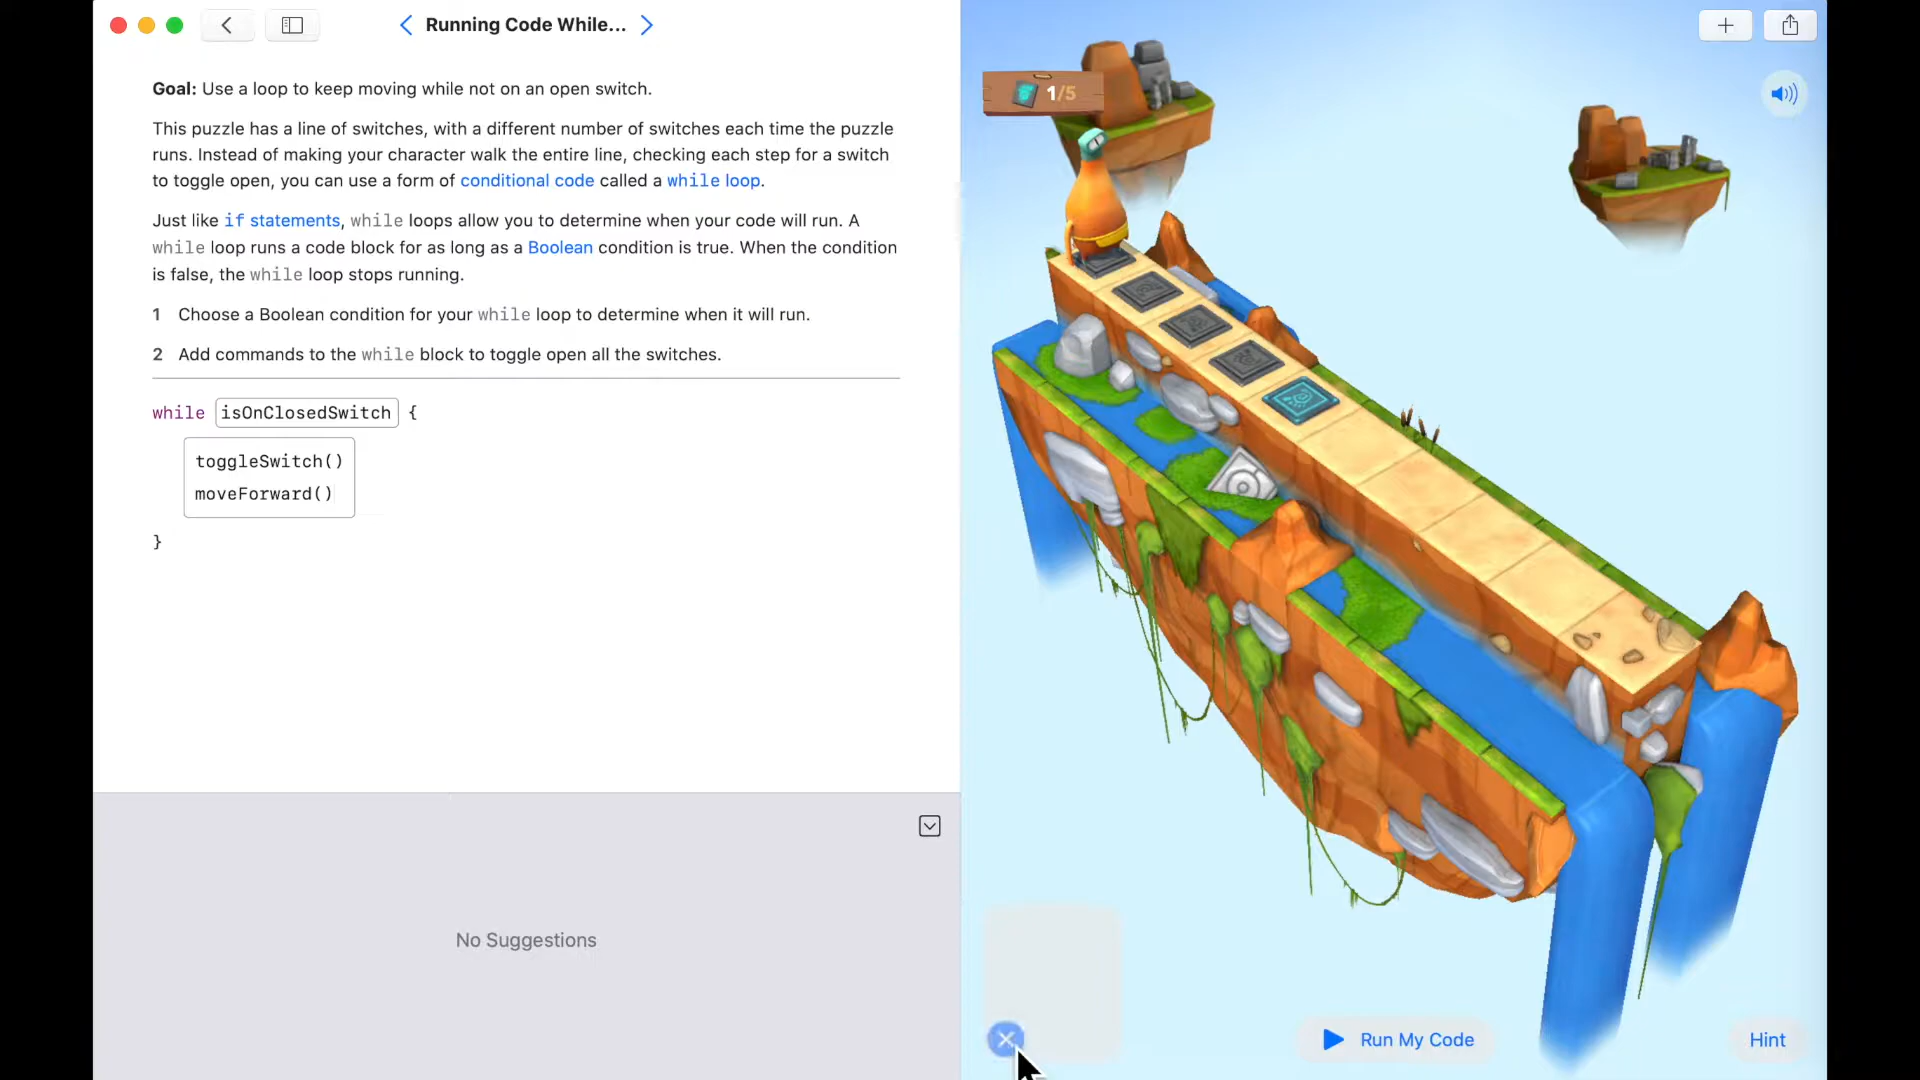 Running Code While...
Goal: Use a loop to keep moving while not on an open switch.
This puzzle has a line of switches, with a different number of switches each time the puzzle
runs. Instead of making your character walk the entire line, checking each step for a switch
to toggle open, you can use a form of conditional code called a while loop.
Just like if statements, while loops allow you to determine when your code will run. A
while loop runs a code block for as long as a Boolean condition is true. When the condition
is false, the while loop stops running.
1 Choose a Boolean condition for your while loop to determine when it will run.
2 Add commands to the while block to toggle open all the switches.
while isOnClosedSwitch {
toggleSwitch()
moveForward()
}
No Suggestions
1/5
Run My Code
Hint